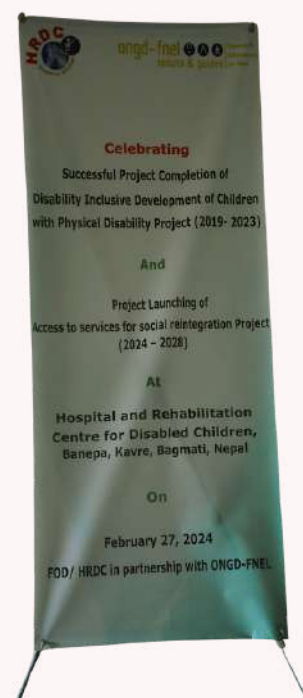 HRDC
ongd-fnel
scouts & guides
Celebrating
Successful Project Completion of
Disability Inclusive Development of Children
with Physical Disability Project (2019- 2023)
And
Project Launching of
Access to services for social reintegration Project
(2024 – 2028)
At
Hospital and Rehabilitation
Centre for Disabled Children,
Banepa, Kavre, Bagmati, Nepal
On
February 27, 2024
FOD/ HRDC in partnership with ONGD-FNEL